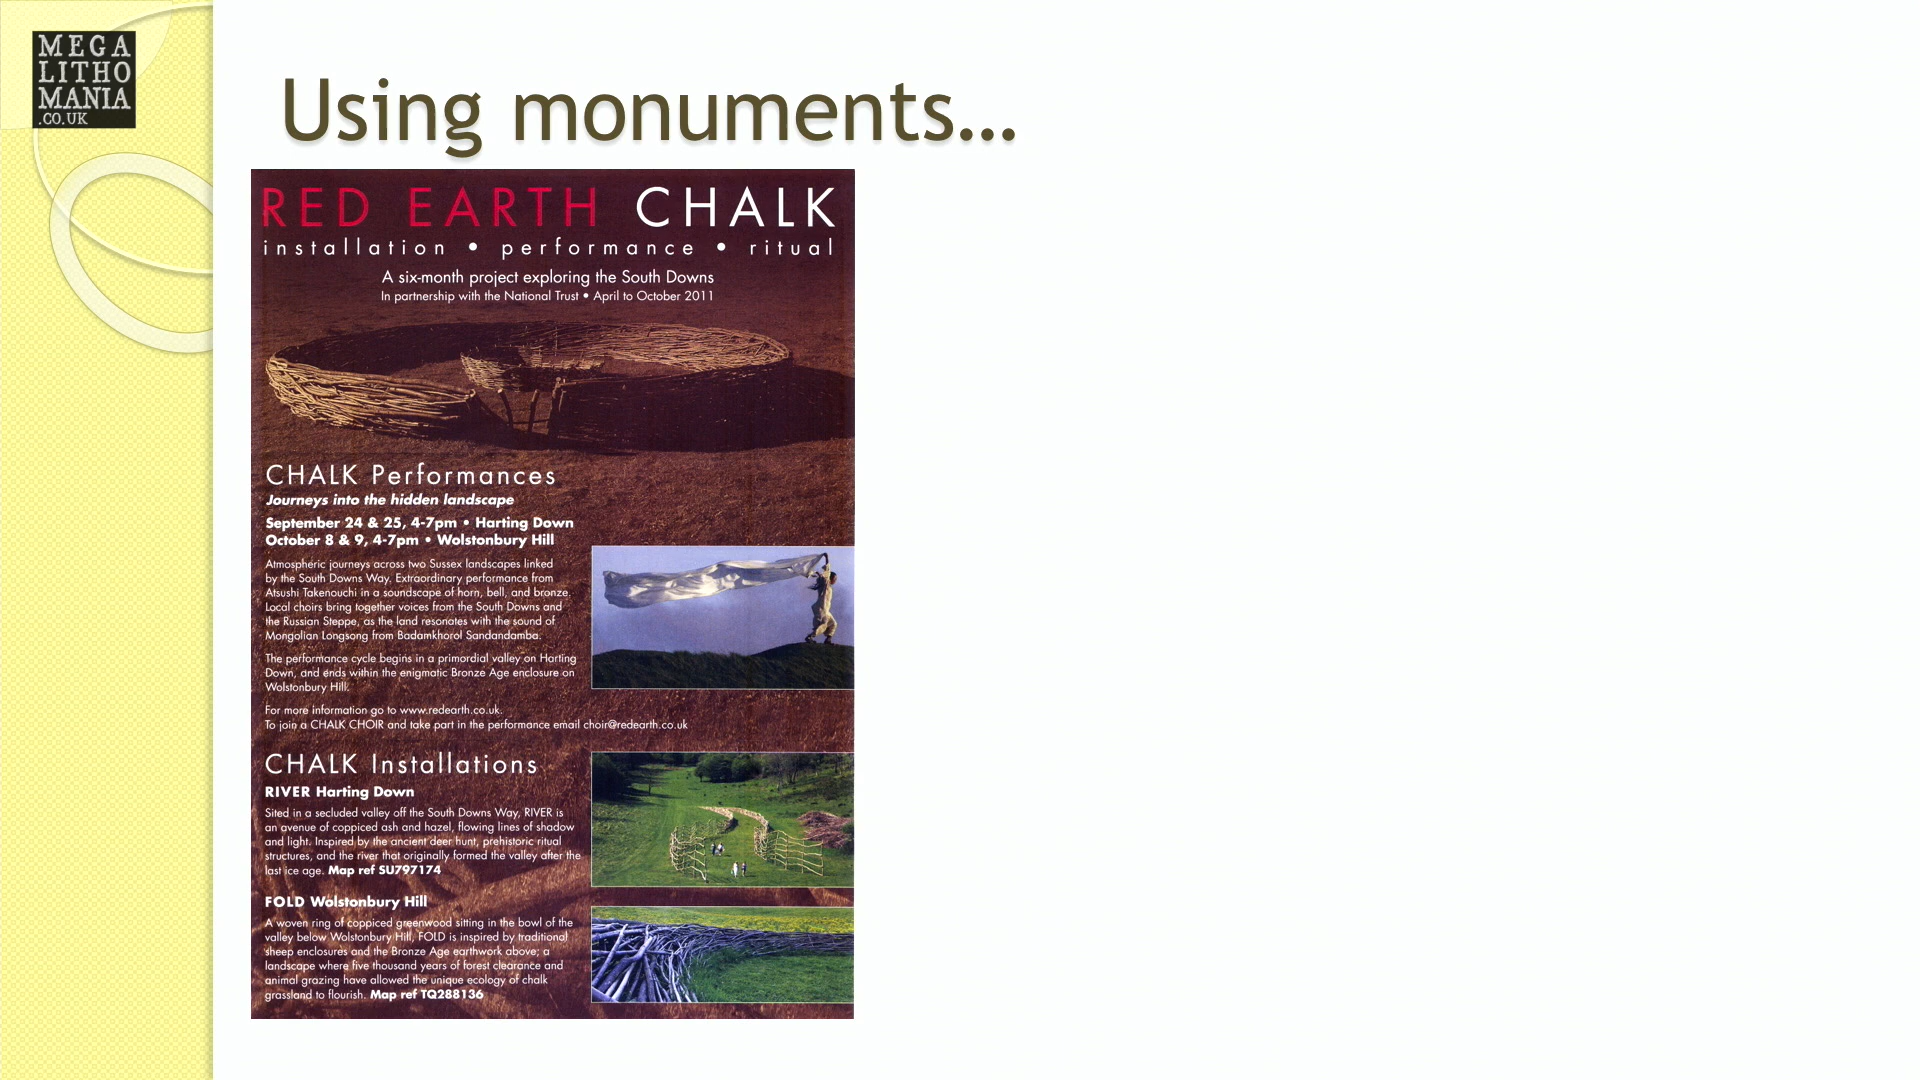 MEGA
LITHO
MANIA
.CO.UK
Using monuments...
RED EARTH CHALK
installation • performance • ritual
A six-month project exploring the South Downs
In partnership with the National Trust • April to October 2011
CHALK Performances
Journeys into the hidden landscape
September 24 & 25, 4-7pm • Harting Down
October 8 & 9, 4-7pm • Wolstonbury Hill
Atmospheric journeys across two Sussex landscapes linked
by the South Downs Way. Extraordinary performance from
Atsushi Takenouchi in a soundscape of horn, bell, and bronze.
Local choirs bring together voices from the South Downs and
the Russian Steppe, as the land resonates with the sound of
Mongolian Longsong from Badamkhorol Sandandamba.
The performance cycle begins in a primordial valley on Harting
Down, and ends within the enigmatic Bronze Age enclosure on
Wolstonbury Hill.
For more information go to www.redearth.co.uk.
To join a CHALK CHOIR and take part in the performance email choir@redearth.co.uk
CHALK Installations
RIVER Harting Down
Sited in a secluded valley off the South Downs Way, RIVER is
an avenue of coppiced ash and hazel, flowing lines of shadow
and light. Inspired by the ancient deer hunt, prehistoric ritual
structures, and the river that originally formed the valley after the
last ice age. Map ref SU797174
FOLD Wolstonbury Hill
A woven ring of coppiced greenwood sitting in the bowl of the
valley below Wolstonbury Hill, FOLD is inspired by traditional
sheep enclosures and the Bronze Age earthwork above; a
landscape where five thousand years of forest clearance and
animal grazing have allowed the unique ecology of chalk
grassland to flourish. Map ref TQ288136